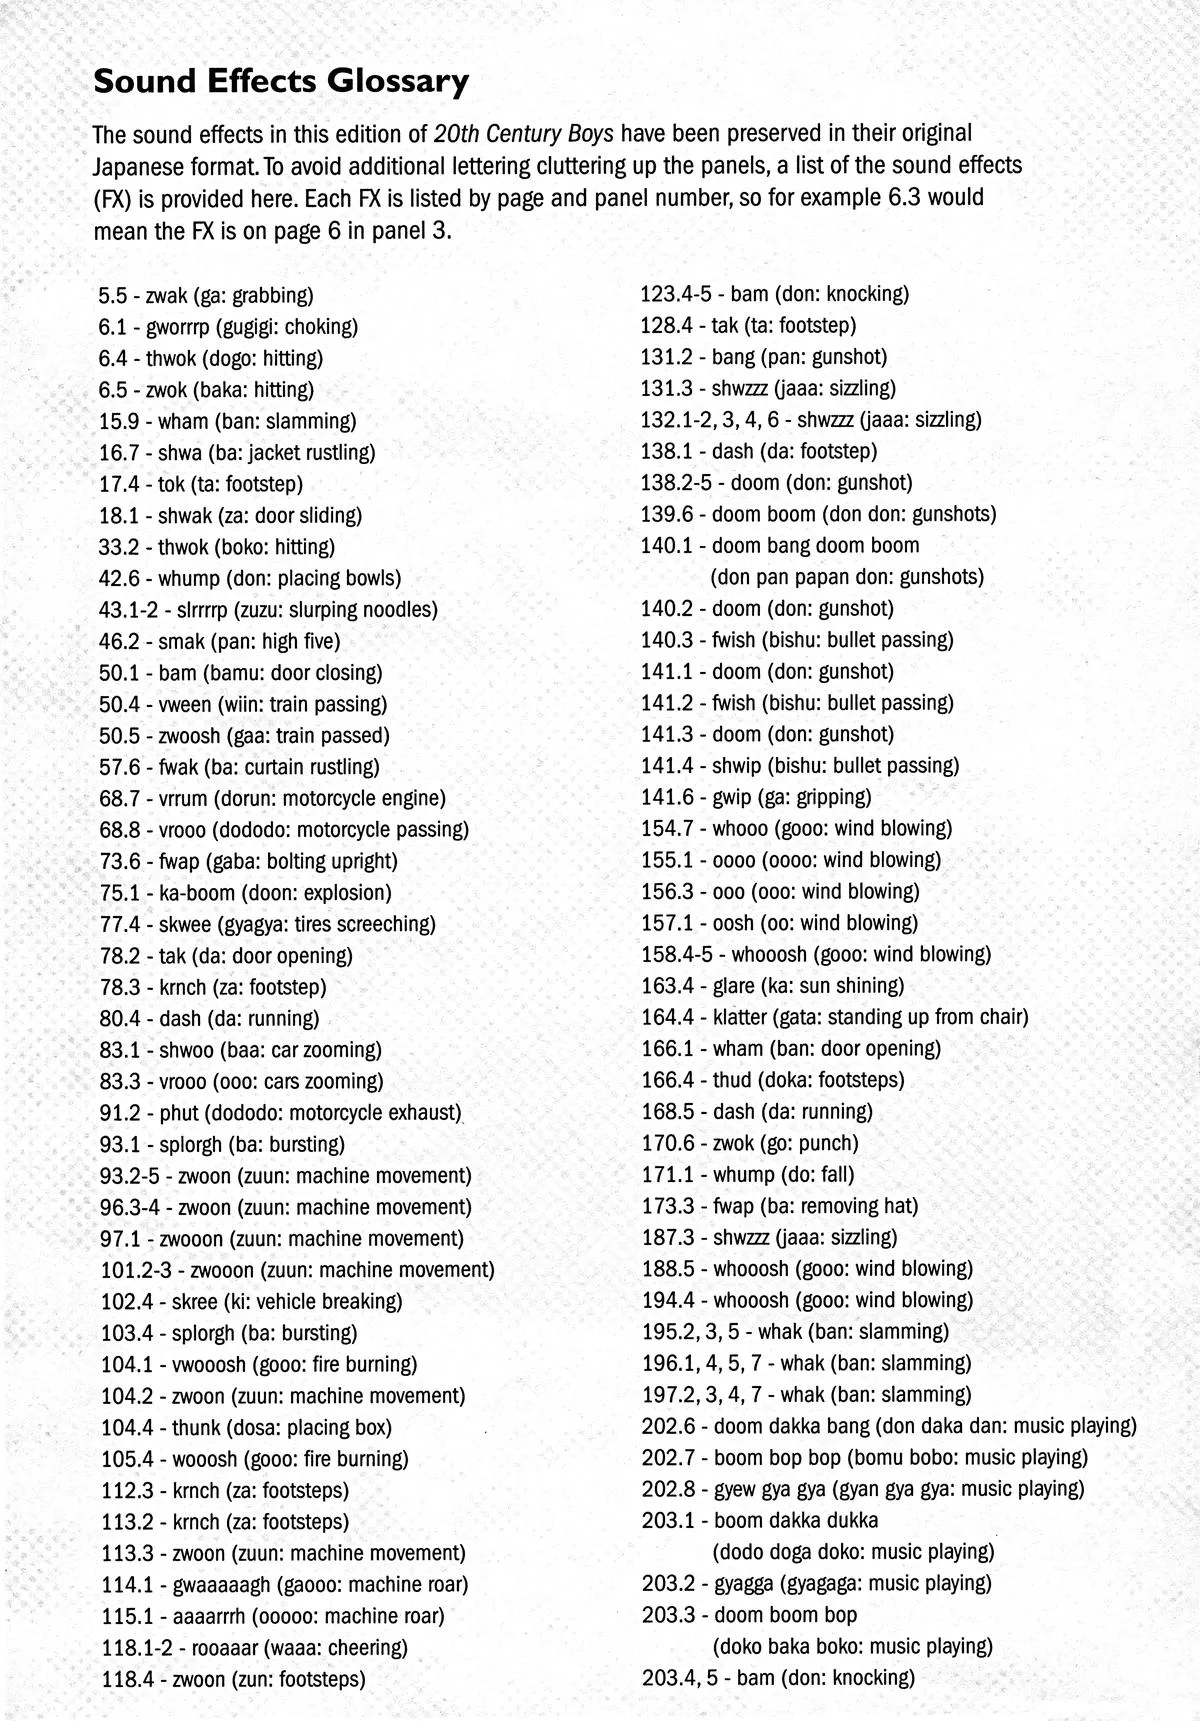 Sound Effects Glossary
The sound effects in this edition of 20th Century Boys have been preserved in their original
Japanese format. To avoid additional lettering cluttering up the panels, a list of the sound effects
(FX) is provided here. Each FX is listed by page and panel number, so for example 6.3 would
mean the FX is on page 6 in panel 3.
5.5 - zwak (ga: grabbing)
6.1 - gworrrp (gugigi: choking)
6.4 - thwok (dogo: hitting)
6.5 - zwok (baka: hitting)
15.9 - wham (ban: slamming)
16.7 - shwa (ba: jacket rustling)
17.4 - tok (ta: footstep)
18.1 - shwak (za: door sliding)
33.2 - thwok (boko: hitting)
42.6 - whump (don: placing bowls)
43.1-2 - slrrrrp (zuzu: slurping noodles)
46.2 - smak (pan: high five)
50.1 - bam (bamu: door closing)
50.4 - vween (wiin: train passing)
50.5 - zwoosh (gaa: train passed)
57.6 - fwak (ba: curtain rustling)
68.7 - vrrum (dorun: motorcycle engine)
68.8 - vrooo (dododo: motorcycle passing)
73.6 - fwap (gaba: bolting upright)
75.1 - ka-boom (doon: explosion)
77.4 - skwee (gyagya: tires screeching)
78.2 - tak (da: door opening)
78.3 - krnch (za: footstep)
80.4 - dash (da: running)
83.1 - shwoo (baa: car zooming)
83.3 - vrooo (ooo: cars zooming)
91.2 - phut (dododo: motorcycle exhaust)
93.1 - splorgh (ba: bursting)
93.2-5 - zwoon (zuun: machine movement)
96.3-4 - zwoon (zuun: machine movement)
97.1 - zwooon (zuun: machine movement)
101.2-3 - zwooon (zuun: machine movement)
102.4 - skree (ki: vehicle breaking)
103.4 - splorgh (ba: bursting)
104.1 - vwooosh (gooo: fire burning)
104.2 - zwoon (zuun: machine movement)
104.4 - thunk (dosa: placing box)
105.4 - wooosh (gooo: fire burning)
112.3 - krnch (za: footsteps)
113.2 - krnch (za: footsteps)
113.3 - zwoon (zuun: machine movement)
114.1 - gwaaaaagh (gaooo: machine roar)
115.1 - aaaarrrh (ooooo: machine roar)
118.1-2 - rooaaar (waaa: cheering)
118.4 - zwoon (zun: footsteps)
123.4-5 - bam (don: knocking)
128.4 - tak (ta: footstep)
131.2 - bang (pan: gunshot)
131.3 - shwzzz (jaaa: sizzling)
132.1-2, 3, 4, 6 - shwzzz (jaaa: sizzling)
138.1 - dash (da: footstep)
138.2-5 - doom (don: gunshot)
139.6 - doom boom (don don: gunshots)
140.1 - doom bang doom boom
(don pan papan don: gunshots)
140.2 - doom (don: gunshot)
140.3 - fwish (bishu: bullet passing)
141.1 - doom (don: gunshot)
141.2 - fwish (bishu: bullet passing)
141.3 - doom (don: gunshot)
141.4 - shwip (bishu: bullet passing)
141.6 - gwip (ga: gripping)
154.7 - whooo (gooo: wind blowing)
155.1 - oooo (oooo: wind blowing)
156.3 - ooo (ooo: wind blowing)
157.1 - oosh (oo: wind blowing)
158.4-5 - whooosh (gooo: wind blowing)
163.4 - glare (ka: sun shining)
164.4 - klatter (gata: standing up from chair)
166.1 - wham (ban: door opening)
166.4 - thud (doka: footsteps)
168.5 - dash (da: running)
170.6 - zwok (go: punch)
171.1 - whump (do: fall)
173.3 - fwap (ba: removing hat)
187.3 - shwzzz (jaaa: sizzling)
188.5 - whooosh (gooo: wind blowing)
194.4 - whooosh (gooo: wind blowing)
195.2, 3, 5 - whak (ban: slamming)
196.1, 4, 5, 7 - whak (ban: slamming)
197.2, 3, 4, 7 - whak (ban: slamming)
202.6 - doom dakka bang (don daka dan: music playing)
202.7 - boom bop bop (bomu bobo: music playing)
202.8 - gyew gya gya (gyan gya gya: music playing)
203.1 - boom dakka dukka
(dodo doga doko: music playing)
203.2 - gyagga (gyagaga: music playing)
203.3 - doom boom bop
(doko baka boko: music playing)
203.4, 5 - bam (don: knocking)